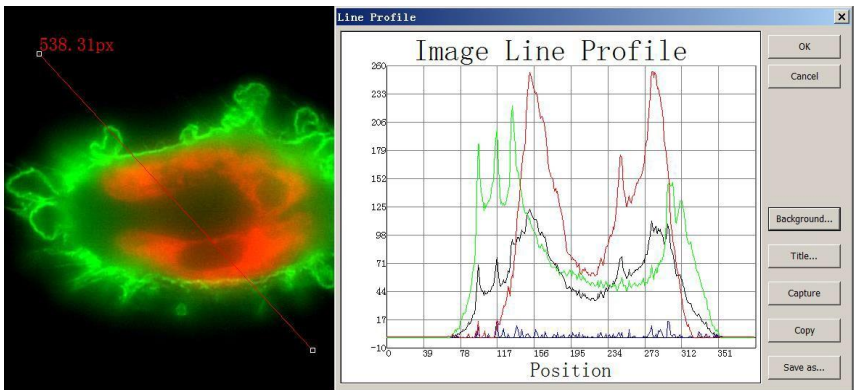 538.31px
Line Profile
Image Line Profile
260
233
206
179
152
125
98
71
44
17
-10
0 39 78 117 156 195 234 273 312 351
Position
OK
Cancel
Background...
Title...
Capture
Copy
Save as...